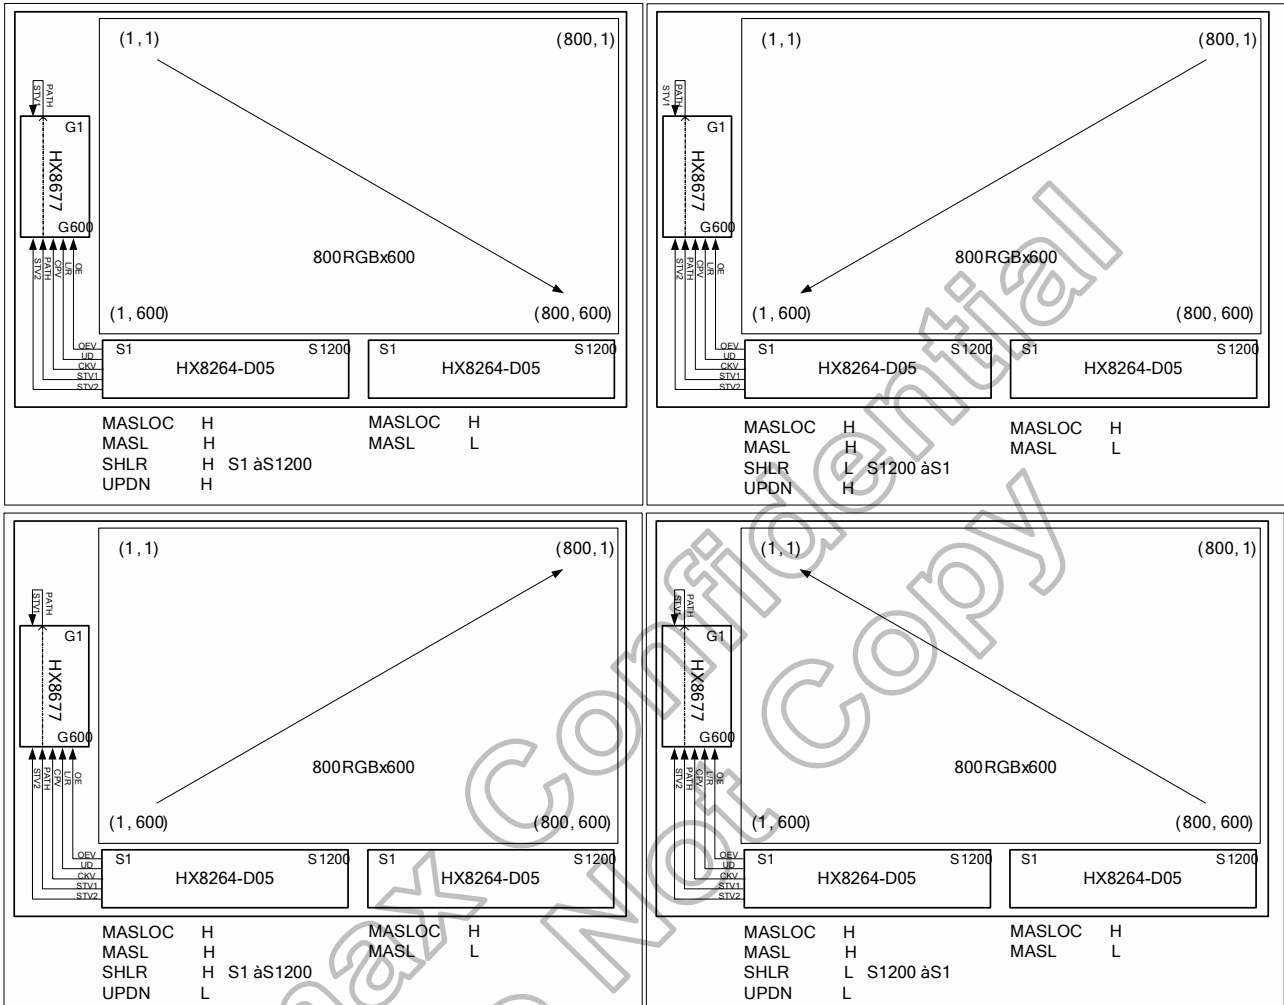 (1, 1) (800, 1)
STV1
PATH
G1
HX8677
G600
STV2
PATH
CPV
L/R
OE
800RGBx600
(1, 600) (800, 600)
OEV
UD
CKV
STV1
STV2
S1 S1200
HX8264-D05
S1 S1200
HX8264-D05
MASLOC H
MASL H
SHLR H S1 àS1200
UPDN H
MASLOC H
MASL L
(1, 1) (800, 1)
STV1
PATH
G1
HX8677
G600
STV2
PATH
CPV
L/R
OE
800RGBx600
(1, 600) (800, 600)
OEV
UD
CKV
STV1
STV2
S1 S1200
HX8264-D05
S1 S1200
HX8264-D05
MASLOC H
MASL H
SHLR L S1200 àS1
UPDN H
MASLOC H
MASL L
(1, 1) (800, 1)
STV1
PATH
G1
HX8677
G600
STV2
PATH
CPV
L/R
OE
800RGBx600
(1, 600) (800, 600)
OEV
UD
CKV
STV1
STV2
S1 S1200
HX8264-D05
S1 S1200
HX8264-D05
MASLOC H
MASL H
SHLR H S1 àS1200
UPDN L
MASLOC H
MASL L
(1, 1) (800, 1)
STV1
PATH
G1
HX8677
G600
STV2
PATH
CPV
L/R
OE
800RGBx600
(1, 600) (800, 600)
OEV
UD
CKV
STV1
STV2
S1 S1200
HX8264-D05
S1 S1200
HX8264-D05
MASLOC H
MASL H
SHLR L S1200 àS1
UPDN L
MASLOC H
MASL L
max Confidential
Not Copy